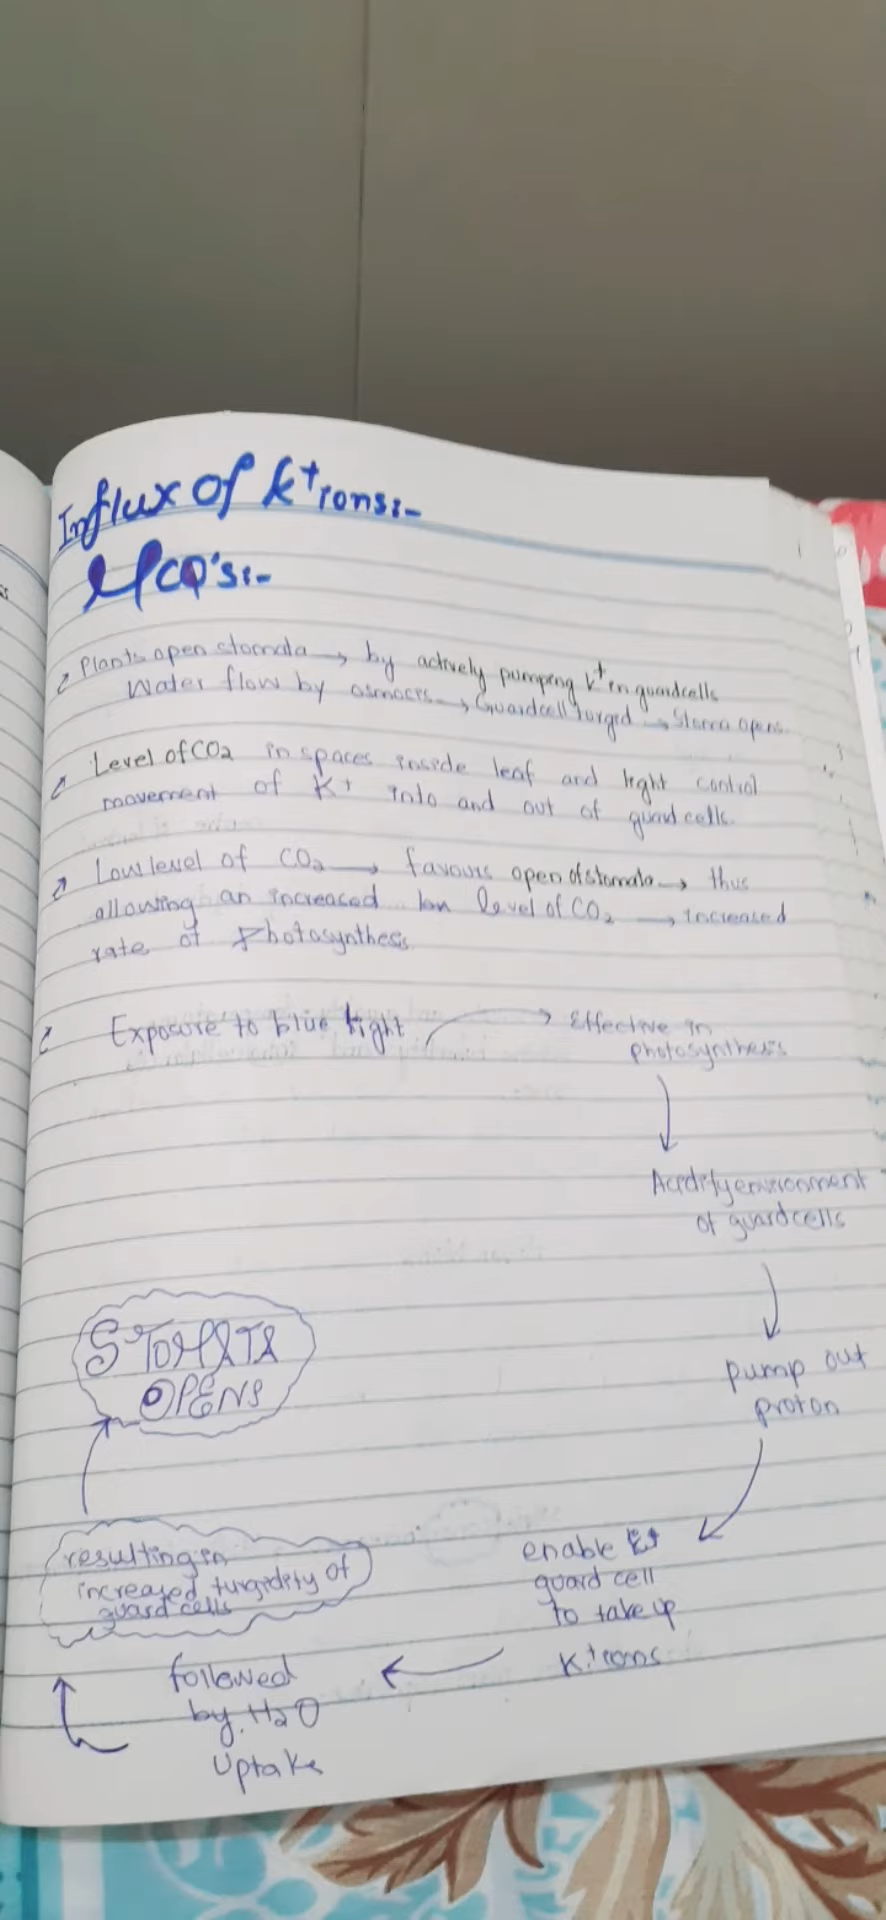 Influx of K+ ions:-
MCQ's:-
Plants open stomata → by actively pumping K+ in guardcells
Water flow by osmosis → Guardcell turged → Stoma opens
Level of CO2 in spaces inside leaf and light control
movement of K+ into and out of guard cells.
Low level of CO2 → favours open of stomata → thus
allowing an increased level of CO2 → increased
rate of photosynthesis
Exposure to blue light → Effective in
photosynthesis
Acidify environment
of guard cells
pump out
proton
enable
guard cell
to take up
K+ ions
followed
by H2O
Uptake
resulting in
increased turgidity of
guard cells
STOMATA
OPENS